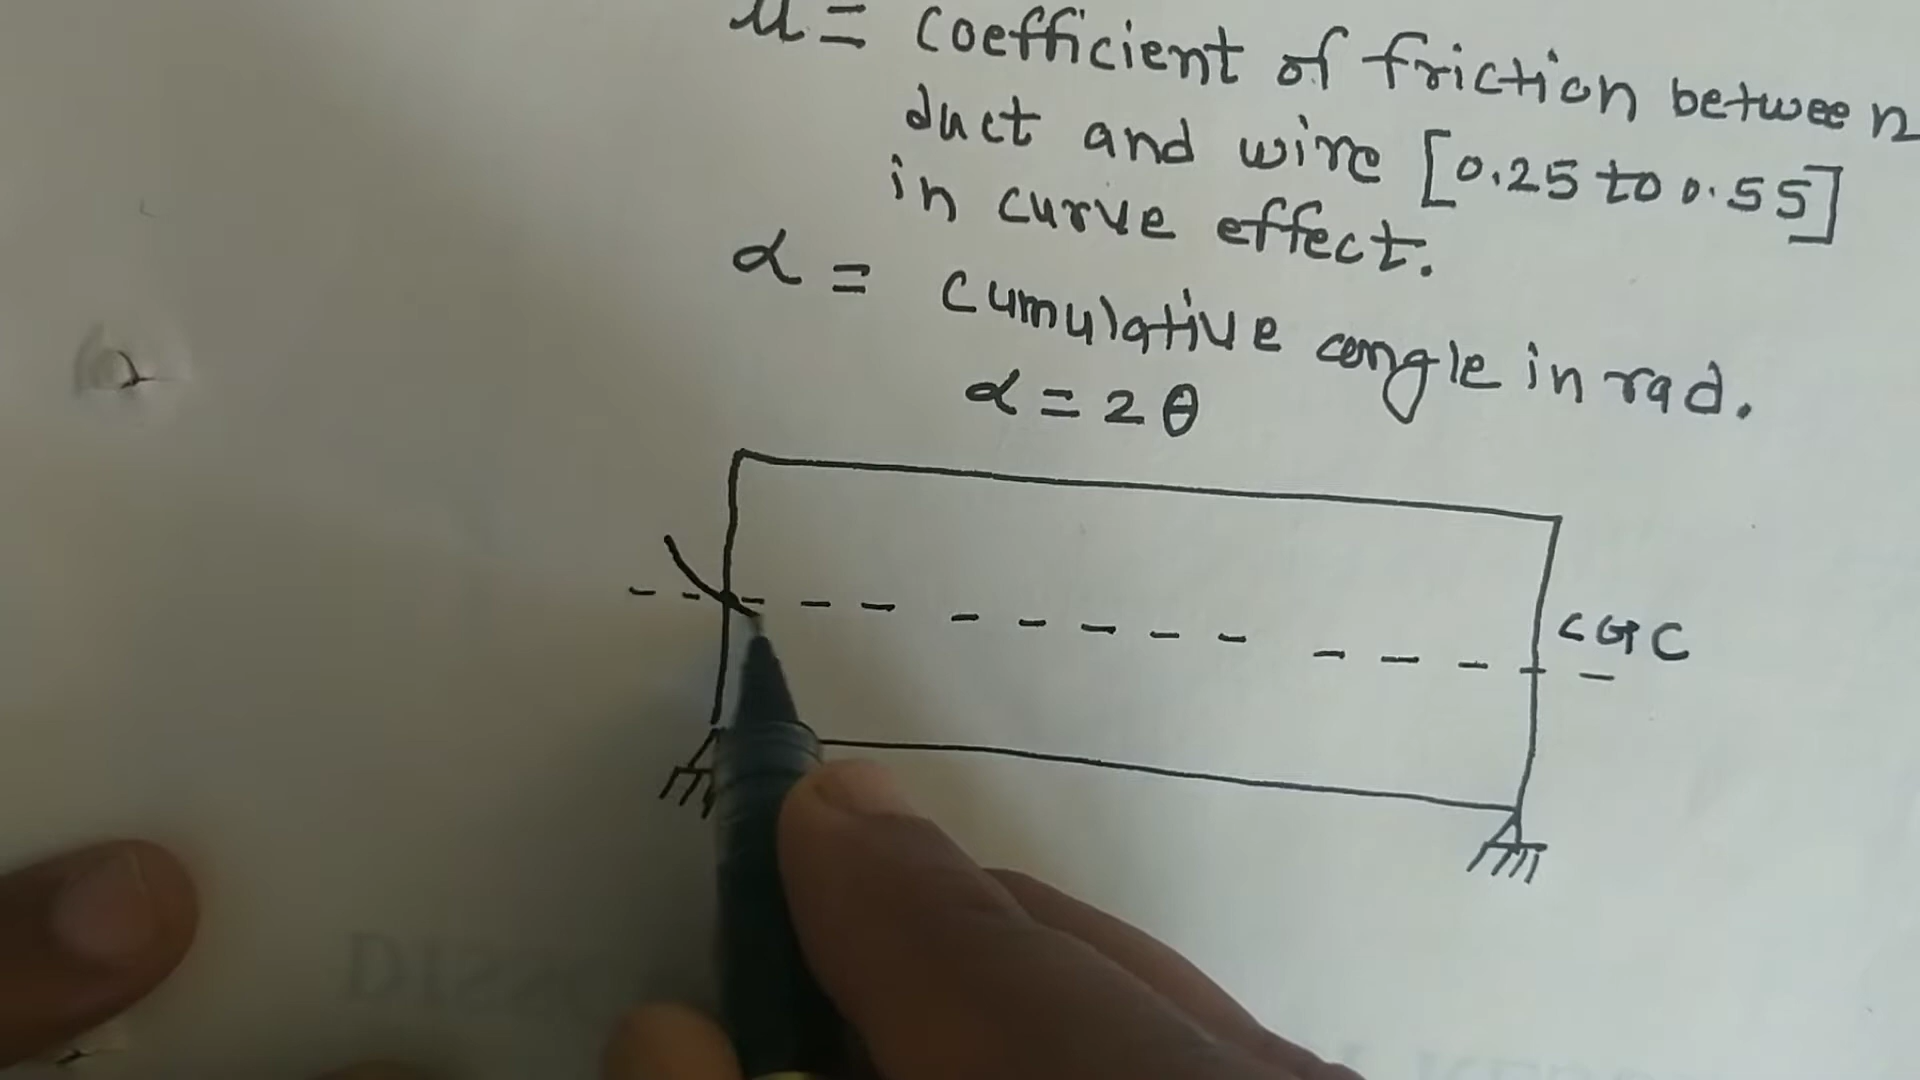 μ = coefficient of friction between
duct and wire [0.25 to 0.55]
in curve effect.
α = cumulative angle in rad.
α = 2θ
CGC